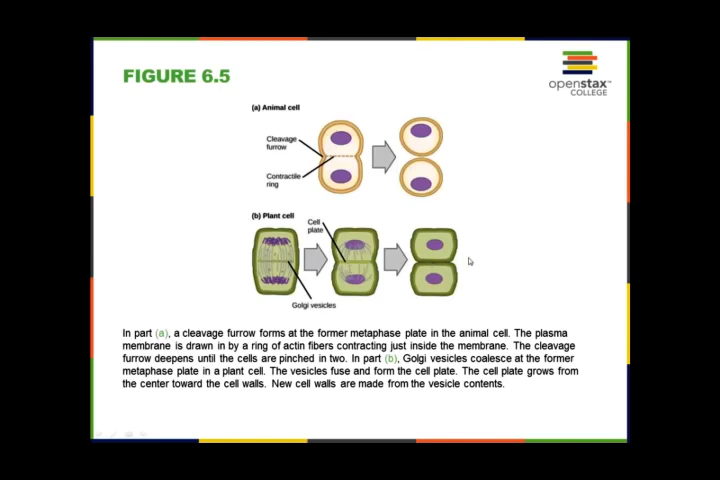 FIGURE 6.5
openstax™
COLLEGE
(a) Animal cell
Cleavage
furrow
Contractile
ring
(b) Plant cell
Cell
plate
Golgi vesicles
In part (a), a cleavage furrow forms at the former metaphase plate in the animal cell. The plasma
membrane is drawn in by a ring of actin fibers contracting just inside the membrane. The cleavage
furrow deepens until the cells are pinched in two. In part (b), Golgi vesicles coalesce at the former
metaphase plate in a plant cell. The vesicles fuse and form the cell plate. The cell plate grows from
the center toward the cell walls. New cell walls are made from the vesicle contents.